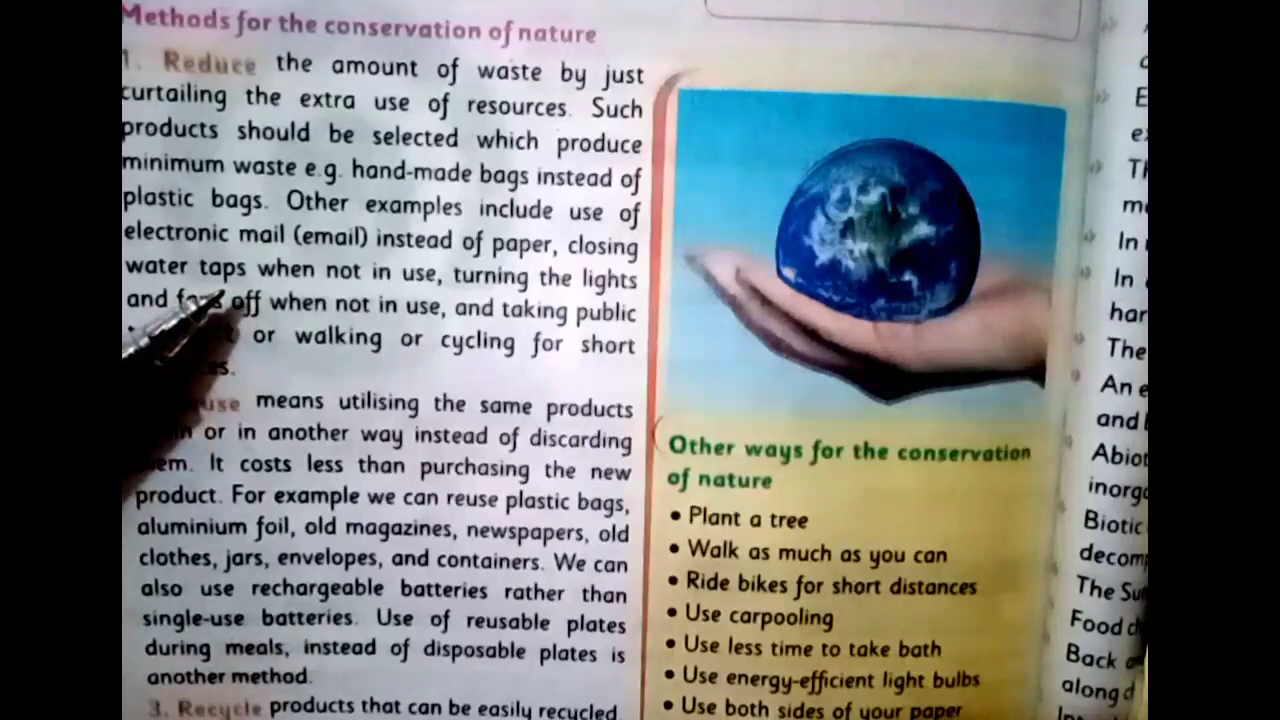 Methods for the conservation of nature
1. Reduce the amount of waste by just
curtailing the extra use of resources. Such
products should be selected which produce
minimum waste e.g. hand-made bags instead of
plastic bags. Other examples include use of
electronic mail (email) instead of paper, closing
water taps when not in use, turning the lights
and off when not in use, and taking public
or walking or cycling for short
means utilising the same products
or in another way instead of discarding
It costs less than purchasing the new
product. For example we can reuse plastic bags,
aluminium foil, old magazines, newspapers, old
clothes, jars, envelopes, and containers. We can
also use rechargeable batteries rather than
single-use batteries. Use of reusable plates
during meals, instead of disposable plates is
another method.
3. Recycle products that can be easily recycled.
Other ways for the conservation
of nature
• Plant a tree
• Walk as much as you can
• Ride bikes for short distances
• Use carpooling
• Use less time to take bath
• Use energy-efficient light bulbs
• Use both sides of your paper
In
The
An
and
Biotic
The
Food
Back
along